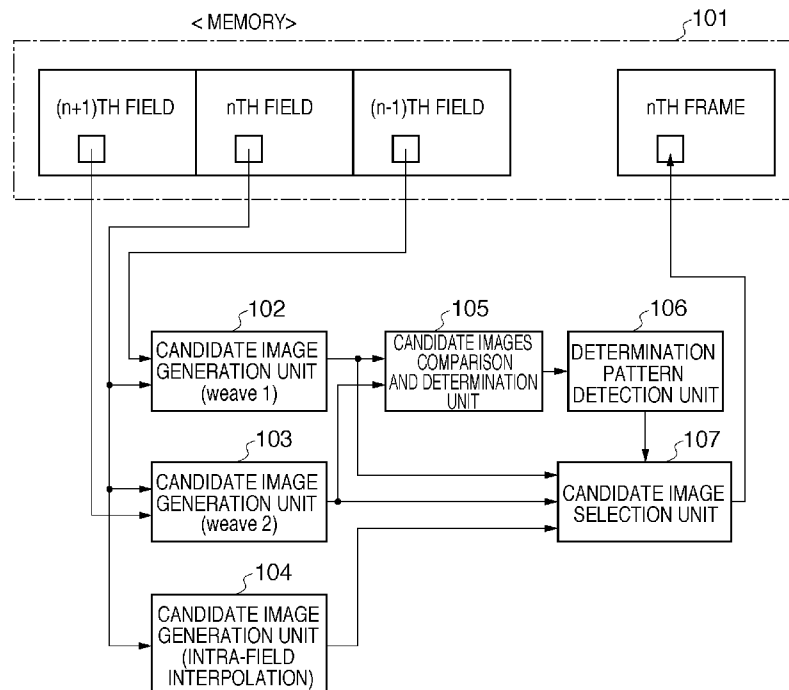 < MEMORY>
101
(n+1)TH FIELD
nTH FIELD
(n-1)TH FIELD
nTH FRAME
102
CANDIDATE IMAGE
GENERATION UNIT
(weave 1)
105
CANDIDATE IMAGES
COMPARISON
AND DETERMINATION
UNIT
106
DETERMINATION
PATTERN
DETECTION UNIT
103
CANDIDATE IMAGE
GENERATION UNIT
(weave 2)
107
CANDIDATE IMAGE
SELECTION UNIT
104
CANDIDATE IMAGE
GENERATION UNIT
(INTRA-FIELD
INTERPOLATION)